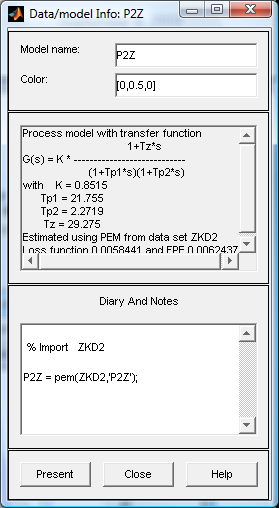 Data/model Info: P2Z
Model name:
P2Z
Color:
[0,0.5,0]
Process model with transfer function
1+Tz*s
G(s) = K * ----------------------------
(1+Tp1*s)(1+Tp2*s)
with K = 0.8515
Tp1 = 21.755
Tp2 = 2.2719
Tz = 29.275
Estimated using PEM from data set ZKD2
Loss function 0.0058441 and FPE 0.0062437
Diary And Notes
% Import ZKD2
P2Z = pem(ZKD2,'P2Z');
Present
Close
Help